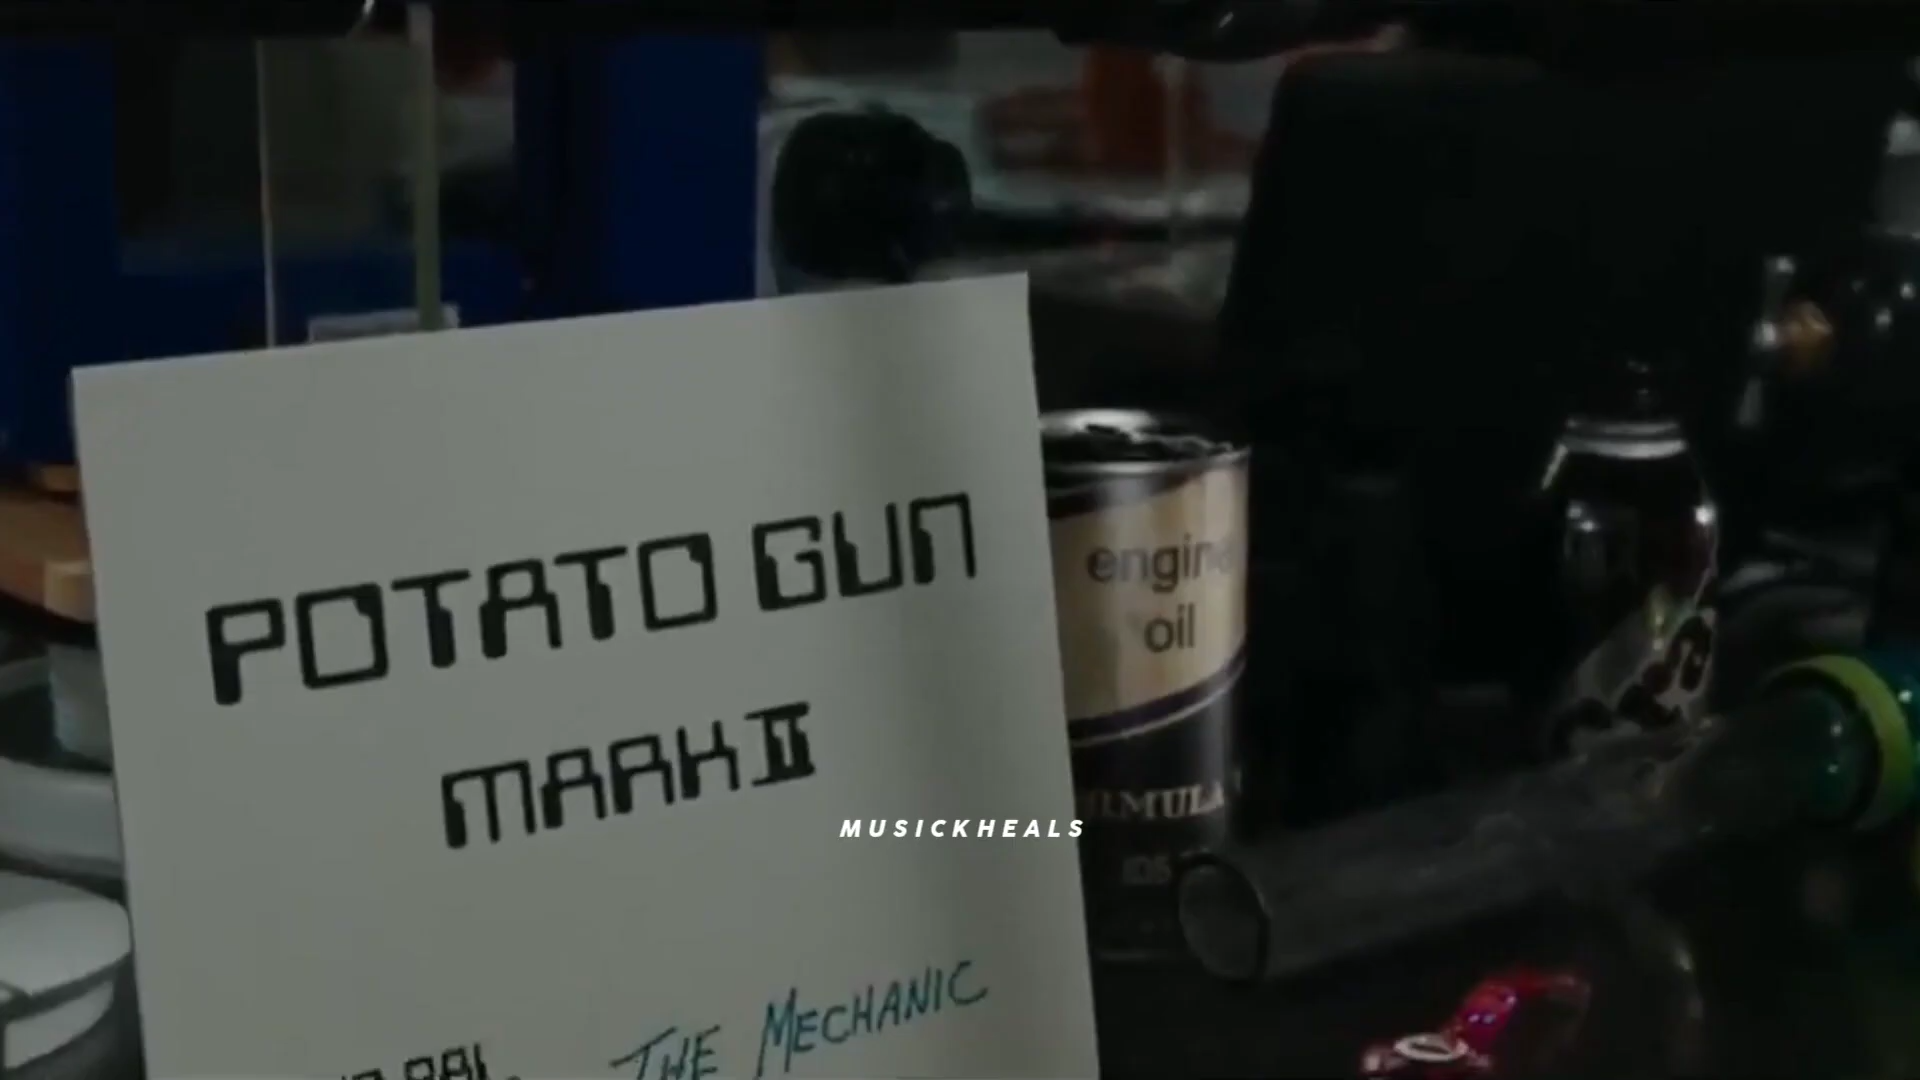 POTATO GUN
MARK II
THE MECHANIC
engine
oil
MUSICKHEALS